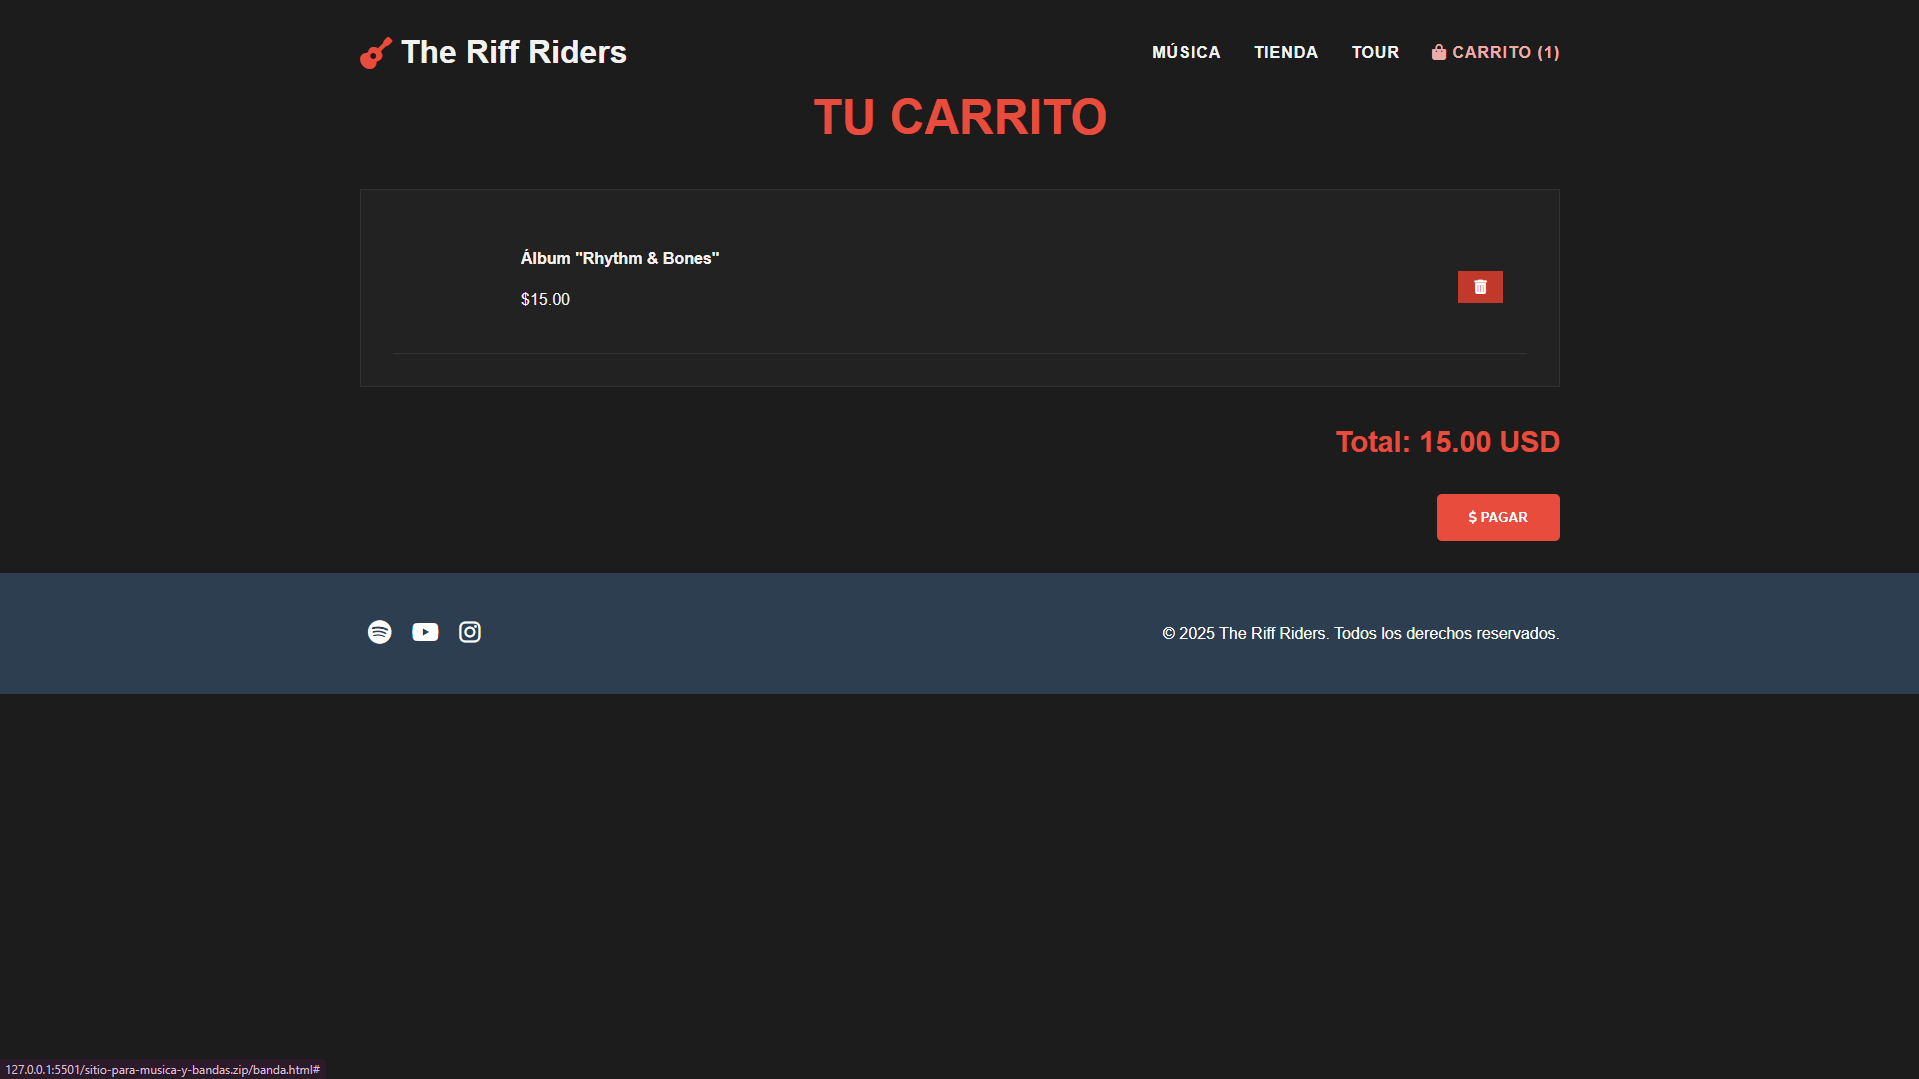 The Riff Riders
MÚSICA TIENDA TOUR CARRITO (1)
TU CARRITO
Álbum "Rhythm & Bones"
$15.00
Total: 15.00 USD
$ PAGAR
© 2025 The Riff Riders. Todos los derechos reservados.
127.0.0.1:5501/sitio-para-musica-y-bandas.zip/banda.html#